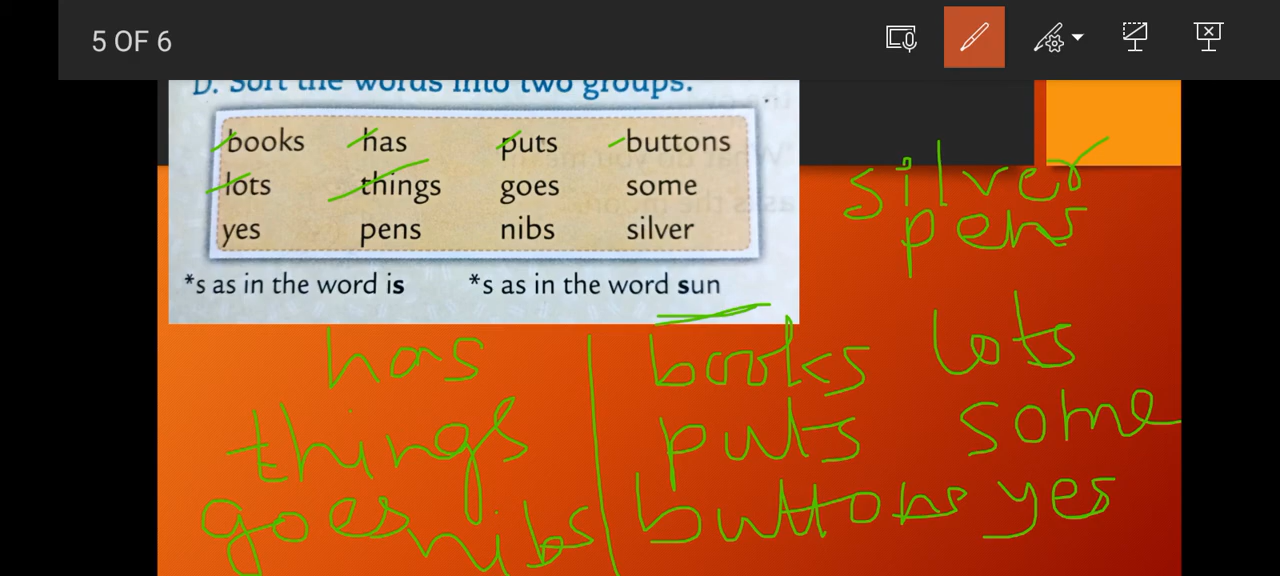 5 OF 6
D. Sort the words into two groups.
books has puts buttons
lots things goes some
yes pens nibs silver
*s as in the word is *s as in the word sun
silver
pens
has books lots
things puts some
goes nibs buttons yes